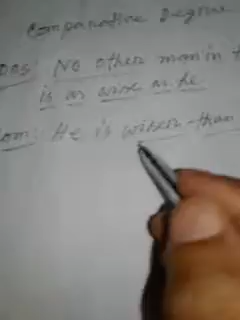 Comparative Degree
Pos: No other man in t
is as wise as he
Com: He is wiser than